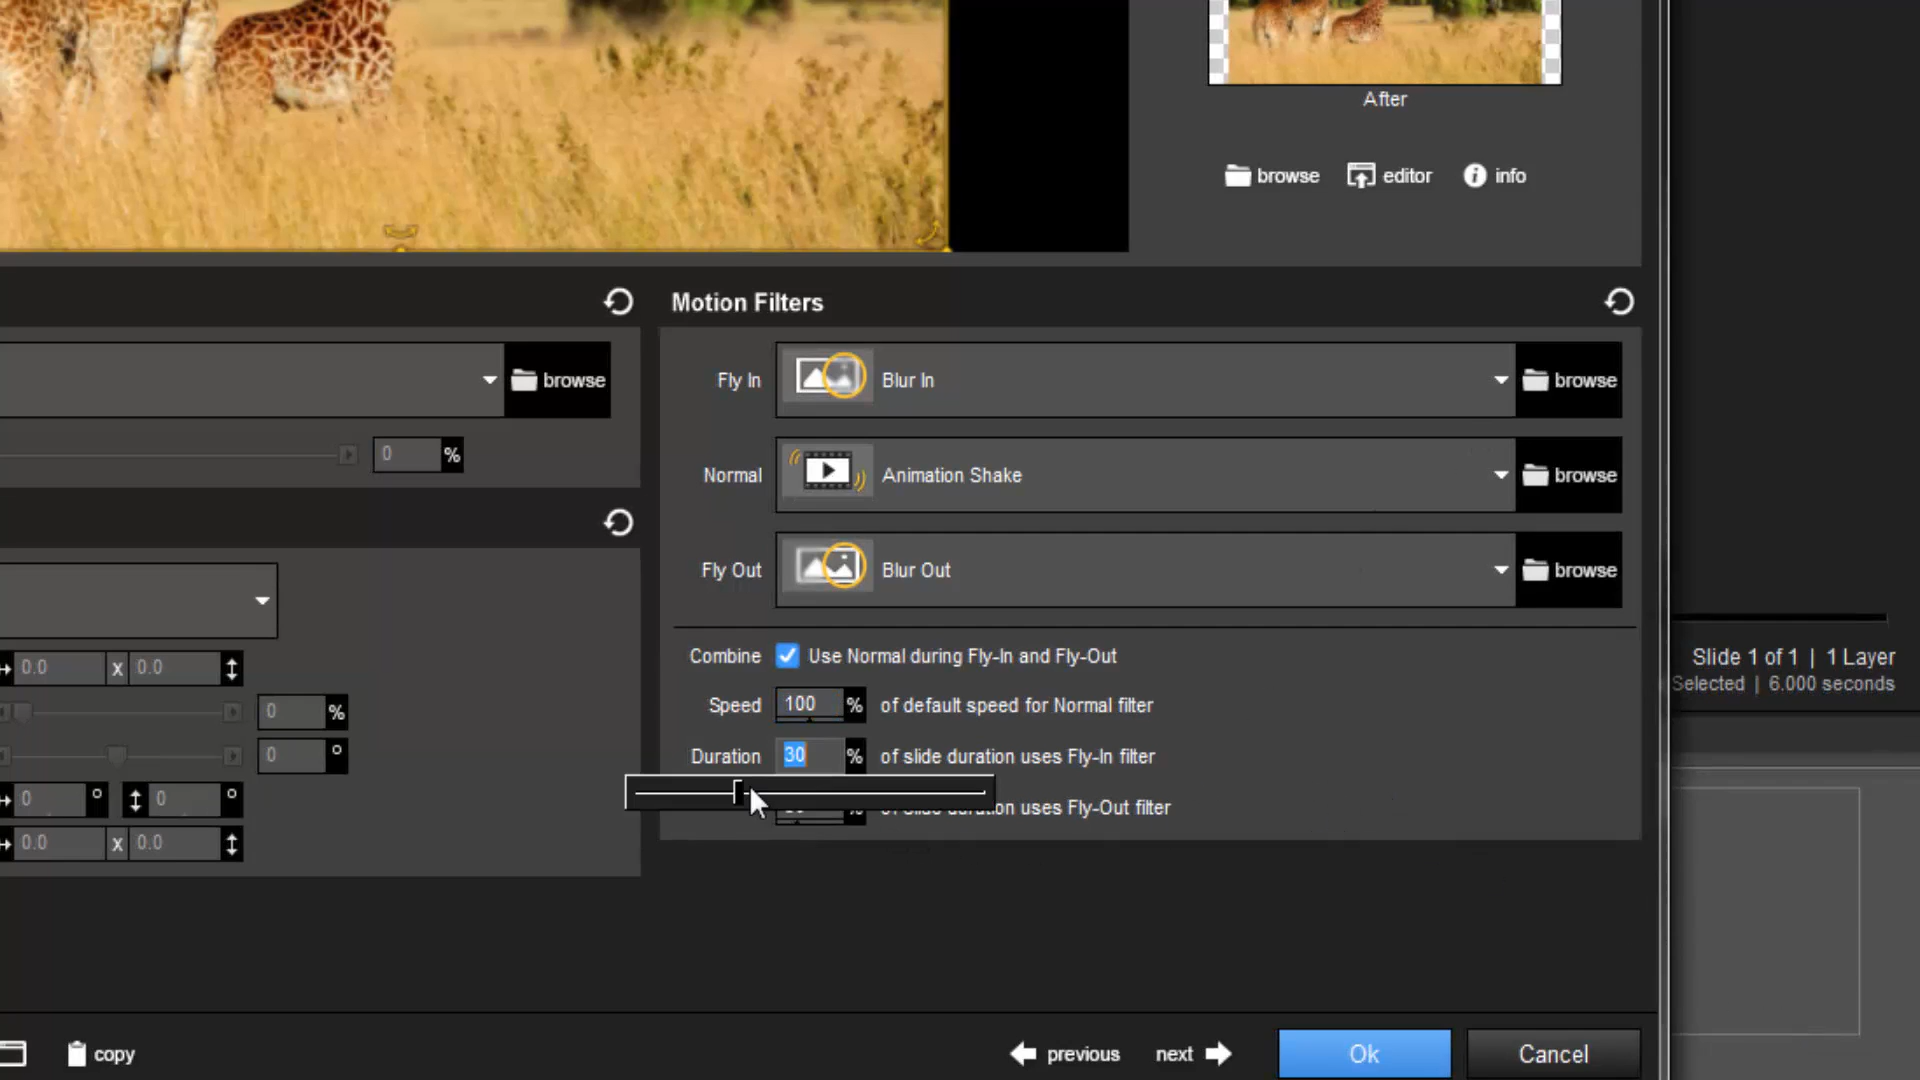 After
browse editor info
Motion Filters
browse
Fly In Blur In browse
0 %
Normal Animation Shake browse
Fly Out Blur Out browse
0.0 x 0.0
Combine Use Normal during Fly-In and Fly-Out
Slide 1 of 1 | 1 Layer
Selected | 6.000 seconds
0 %
Speed 100 % of default speed for Normal filter
0 °
Duration 30 % of slide duration uses Fly-In filter
0 ° 0 °
% of slide duration uses Fly-Out filter
0.0 x 0.0
copy
previous next Ok Cancel